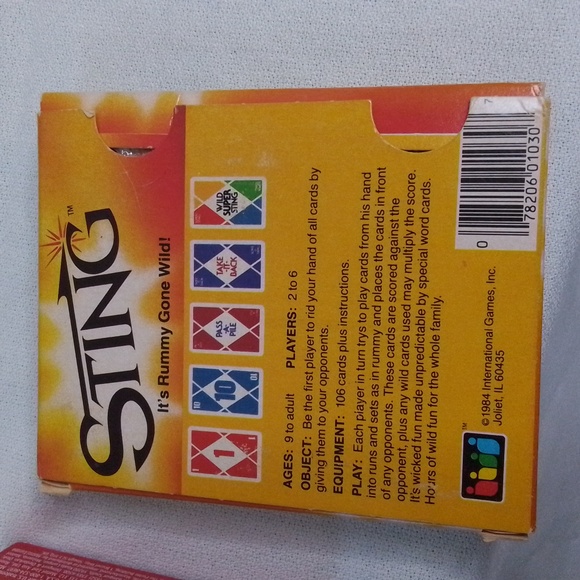 STING™
It's Rummy Gone Wild!
1
10
10
10
PASS
-A-
PILE
TAKE
-IT-
BACK
WILD
SUPER
STING
AGES: 9 to adult PLAYERS: 2 to 6
OBJECT: Be the first player to rid your hand of all cards by
giving them to your opponents.
EQUIPMENT: 106 cards plus instructions.
PLAY: Each player in turn trys to play cards from his hand
into runs and sets as in rummy and places the cards in front
of any opponents. These cards are scored against the
opponent, plus any wild cards used may multiply the score.
It's wicked fun made unpredictable by special word cards.
Hours of wild fun for the whole family.
©1984 International Games, Inc.
Joliet, IL 60435
0 78206 01030 7